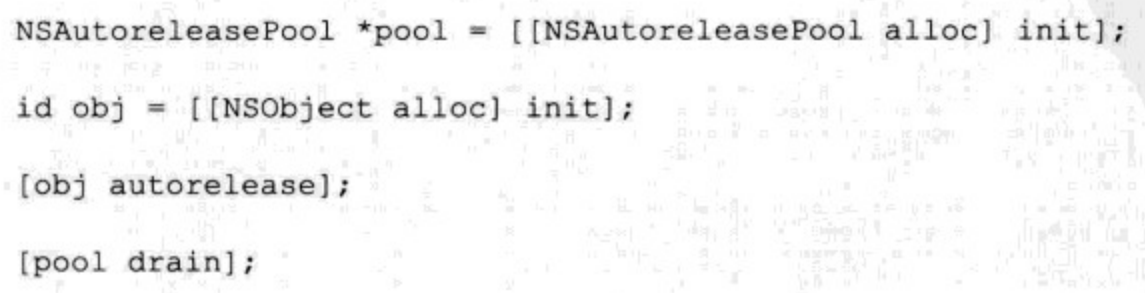 NSAutoreleasePool *pool = [[NSAutoreleasePool alloc] init];
id obj = [[NSObject alloc] init];
[obj autorelease];
[pool drain];